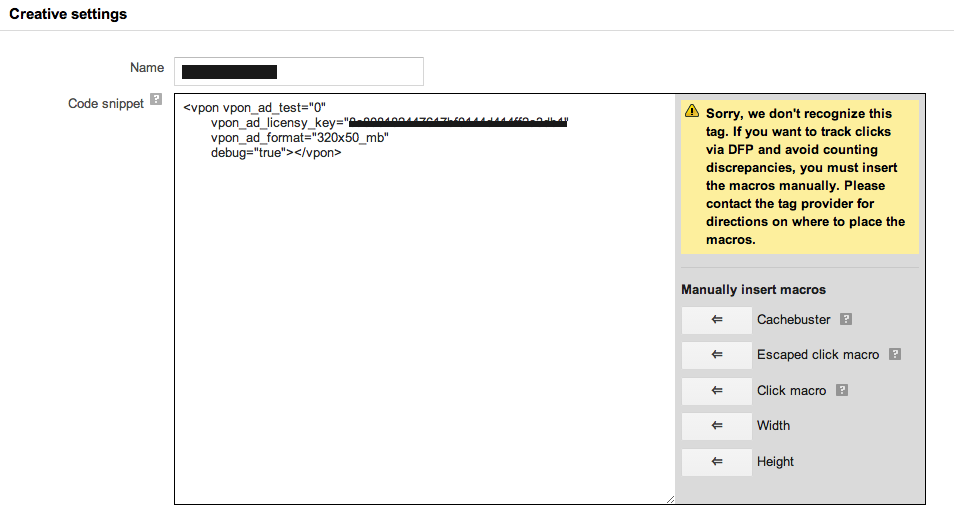 Creative settings
Name
Code snippet ?
<vpon vpon_ad_test="0"
vpon_ad_licensy_key="
vpon_ad_format="320x50_mb"
debug="true"></vpon>
Sorry, we don't recognize this
tag. If you want to track clicks
via DFP and avoid counting
discrepancies, you must insert
the macros manually. Please
contact the tag provider for
directions on where to place the
macros.
Manually insert macros
⇐ Cachebuster ?
⇐ Escaped click macro ?
⇐ Click macro ?
⇐ Width
⇐ Height